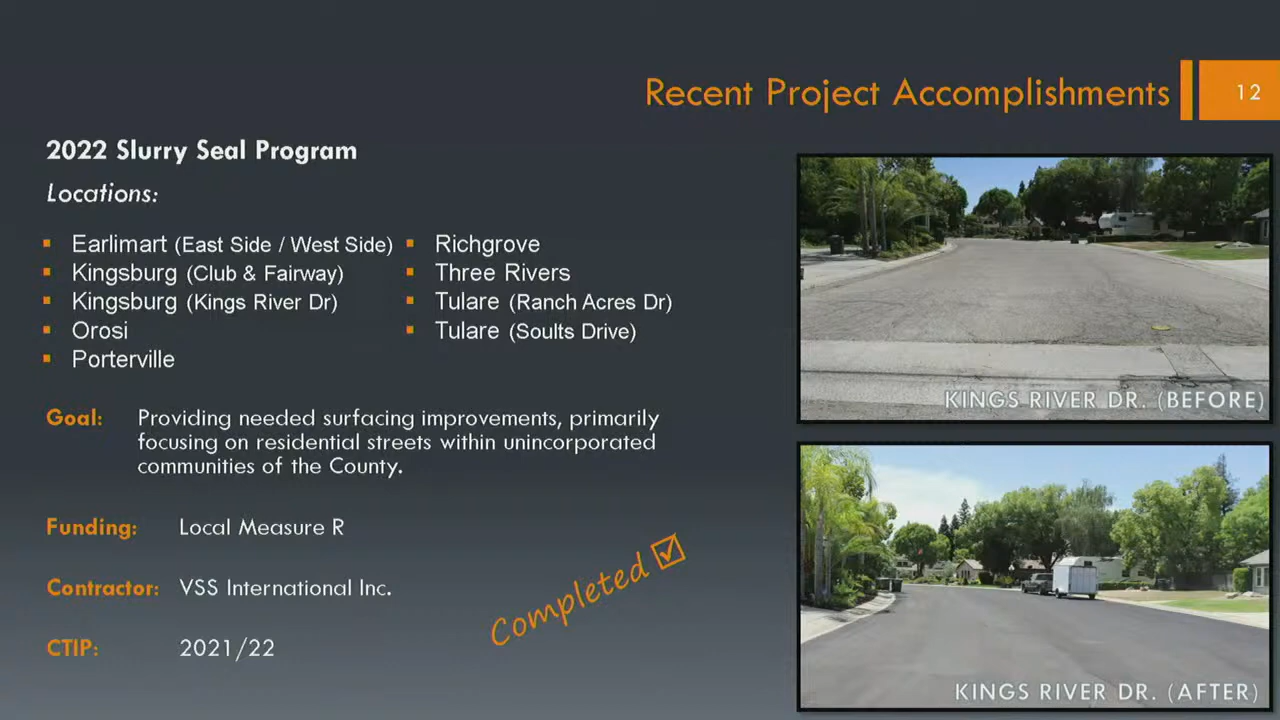 Recent Project Accomplishments
12
2022 Slurry Seal Program
Locations:
Earlimart (East Side / West Side)
Kingsburg (Club & Fairway)
Kingsburg (Kings River Dr)
Orosi
Porterville
Richgrove
Three Rivers
Tulare (Ranch Acres Dr)
Tulare (Soults Drive)
Goal: Providing needed surfacing improvements, primarily
focusing on residential streets within unincorporated
communities of the County.
Funding: Local Measure R
Contractor: VSS International Inc.
CTIP: 2021/22
Completed
KINGS RIVER DR. (BEFORE)
KINGS RIVER DR. (AFTER)